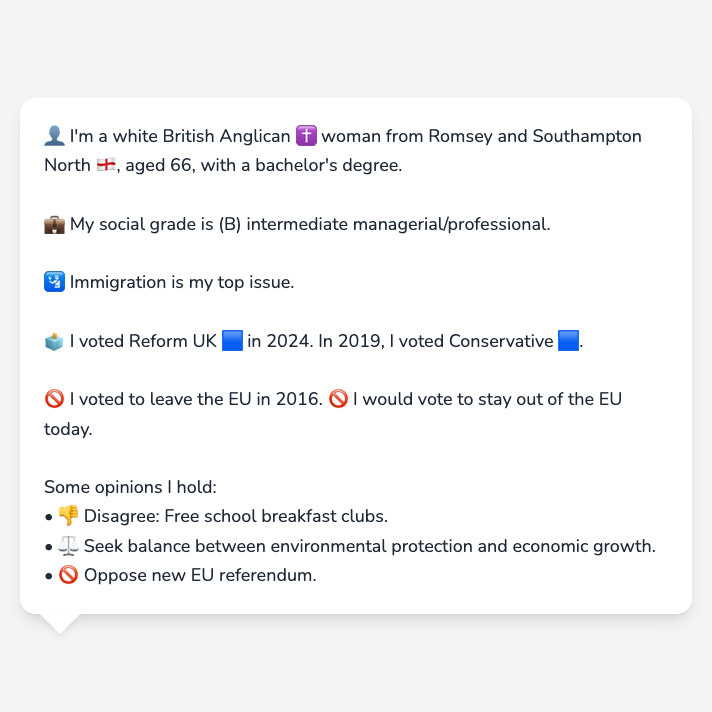 👤 I'm a white British Anglican ✝️ woman from Romsey and Southampton
North 🏴󠁧󠁢󠁥󠁮󠁧󠁿, aged 66, with a bachelor's degree.
💼 My social grade is (B) intermediate managerial/professional.
🛂 Immigration is my top issue.
🗳️ I voted Reform UK 🟦 in 2024. In 2019, I voted Conservative 🟦.
🚫 I voted to leave the EU in 2016. 🚫 I would vote to stay out of the EU
today.
Some opinions I hold:
• 👎 Disagree: Free school breakfast clubs.
• ⚖️ Seek balance between environmental protection and economic growth.
• 🚫 Oppose new EU referendum.